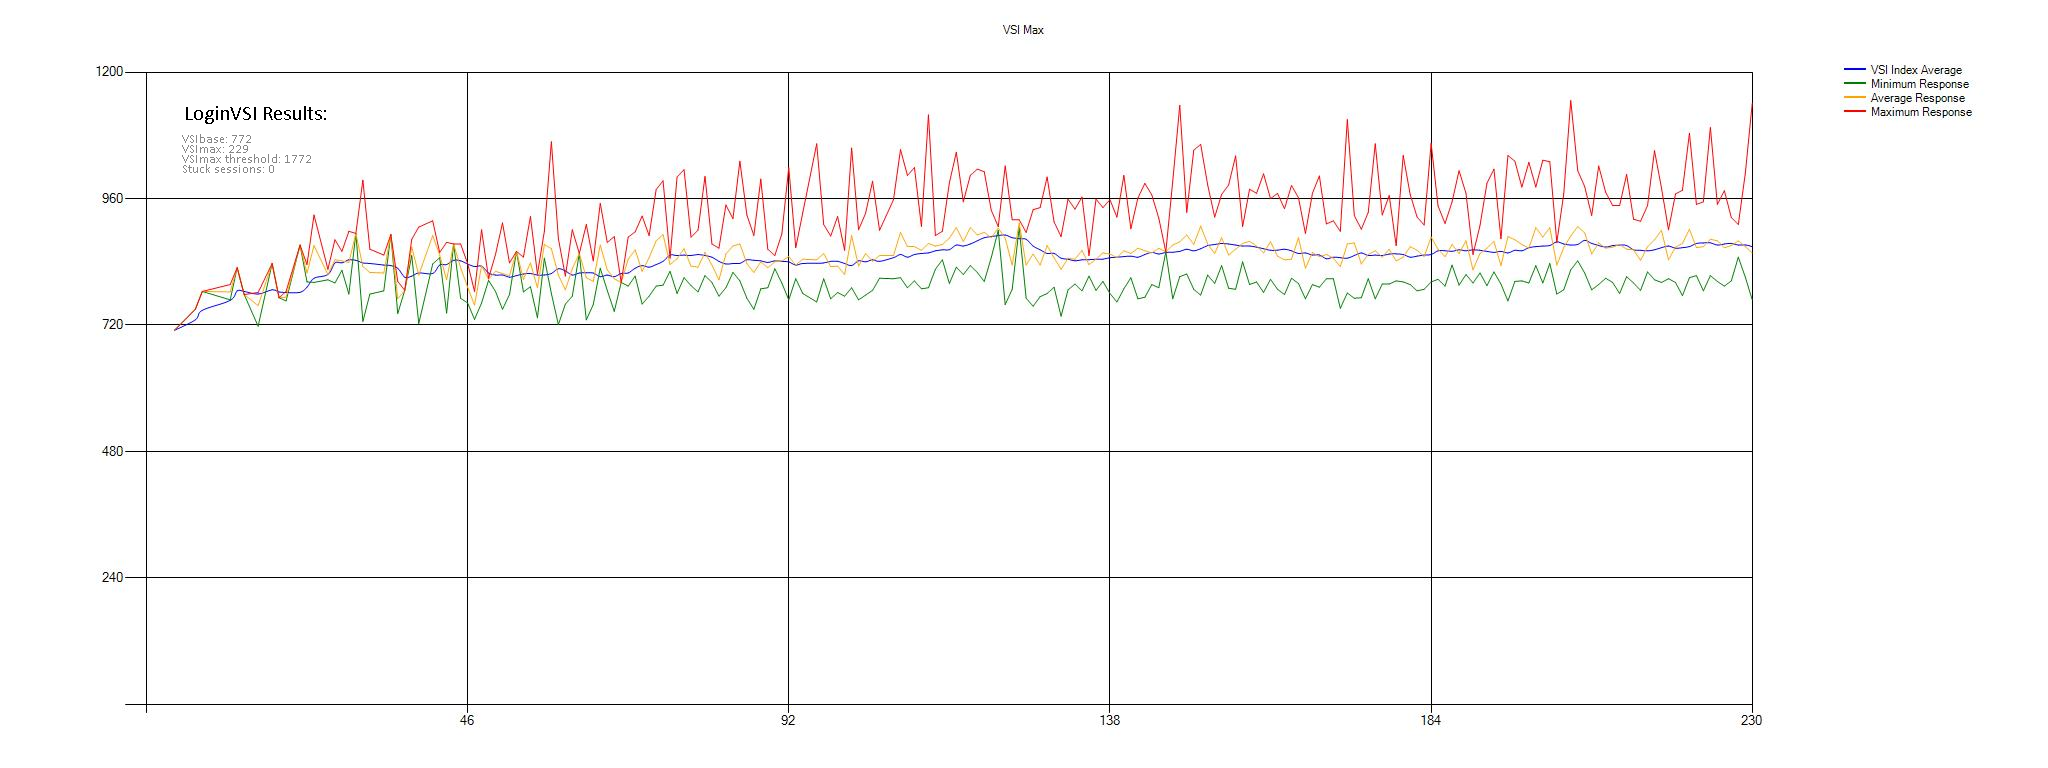 VSI Max
VSI Index Average
Minimum Response
Average Response
Maximum Response
LoginVSI Results:
VSIbase: 772
VSImax: 229
VSImax threshold: 1772
Stuck sessions: 0
1200
960
720
480
240
46
92
138
184
230